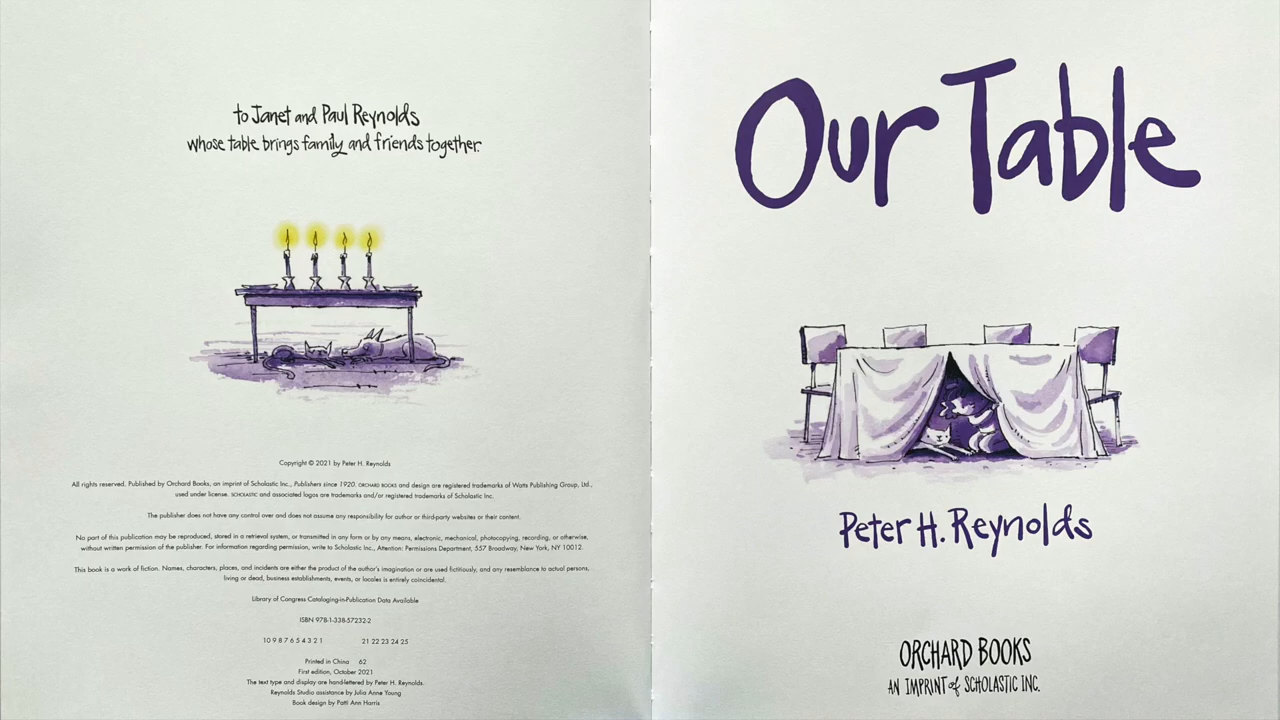 to Janet and Paul Reynolds
whose table brings family and friends together.
Copyright © 2021 by Peter H. Reynolds
All rights reserved. Published by Orchard Books, an imprint of Scholastic Inc., Publishers since 1920. ORCHARD BOOKS and design are registered trademarks of Watts Publishing Group, Ltd.,
used under license. SCHOLASTIC and associated logos are trademarks and/or registered trademarks of Scholastic Inc.
The publisher does not have any control over and does not assume any responsibility for author or third-party websites or their content.
No part of this publication may be reproduced, stored in a retrieval system, or transmitted in any form or by any means, electronic, mechanical, photocopying, recording, or otherwise,
without written permission of the publisher. For information regarding permission, write to Scholastic Inc., Attention: Permissions Department, 557 Broadway, New York, NY 10012.
This book is a work of fiction. Names, characters, places, and incidents are either the product of the author's imagination or are used fictitiously, and any resemblance to actual persons,
living or dead, business establishments, events, or locales is entirely coincidental.
Library of Congress Cataloging-in-Publication Data Available
ISBN 978-1-338-57232-2
10 9 8 7 6 5 4 3 2 1 21 22 23 24 25
Printed in China 62
First edition, October 2021
The text type and display are hand-lettered by Peter H. Reynolds.
Reynolds Studio assistance by Julia Anne Young
Book design by Patti Ann Harris
Our Table
Peter H. Reynolds
ORCHARD BOOKS
AN IMPRINT of SCHOLASTIC INC.